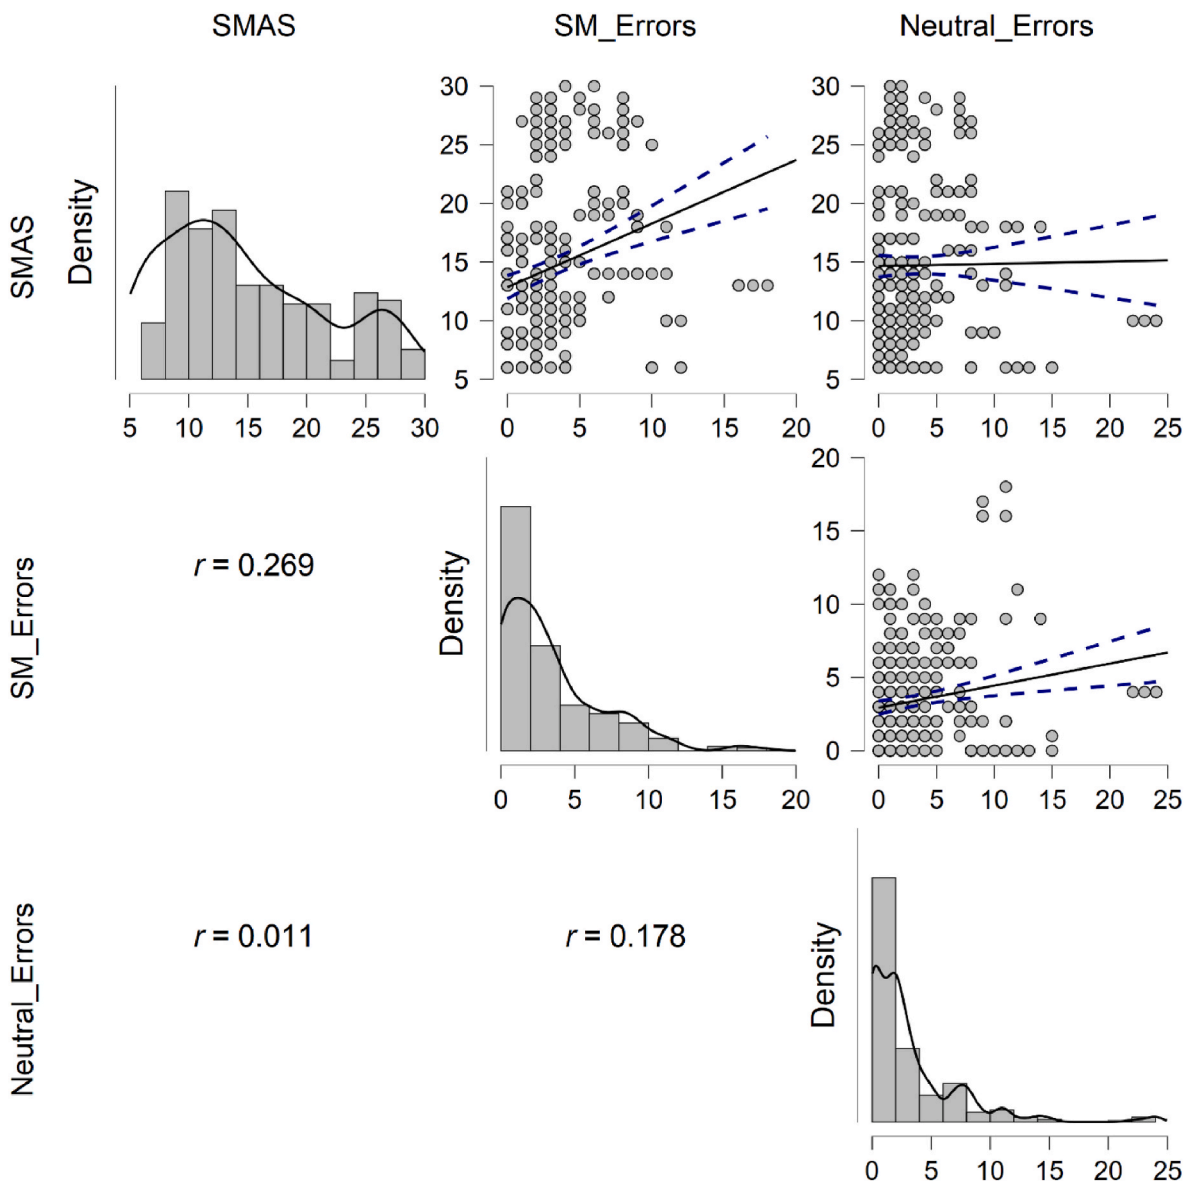 SMAS SM_Errors Neutral_Errors
SMAS
Density
30 30
25 25
20 20
15 15
10 10
5 5
5 10 15 20 25 30 0 5 10 15 20 0 5 10 15 20 25
SM_Errors
r = 0.269
Density
20
15
10
5
0
0 5 10 15 20 0 5 10 15 20 25
Neutral_Errors
r = 0.011
r = 0.178
Density
0 5 10 15 20 25